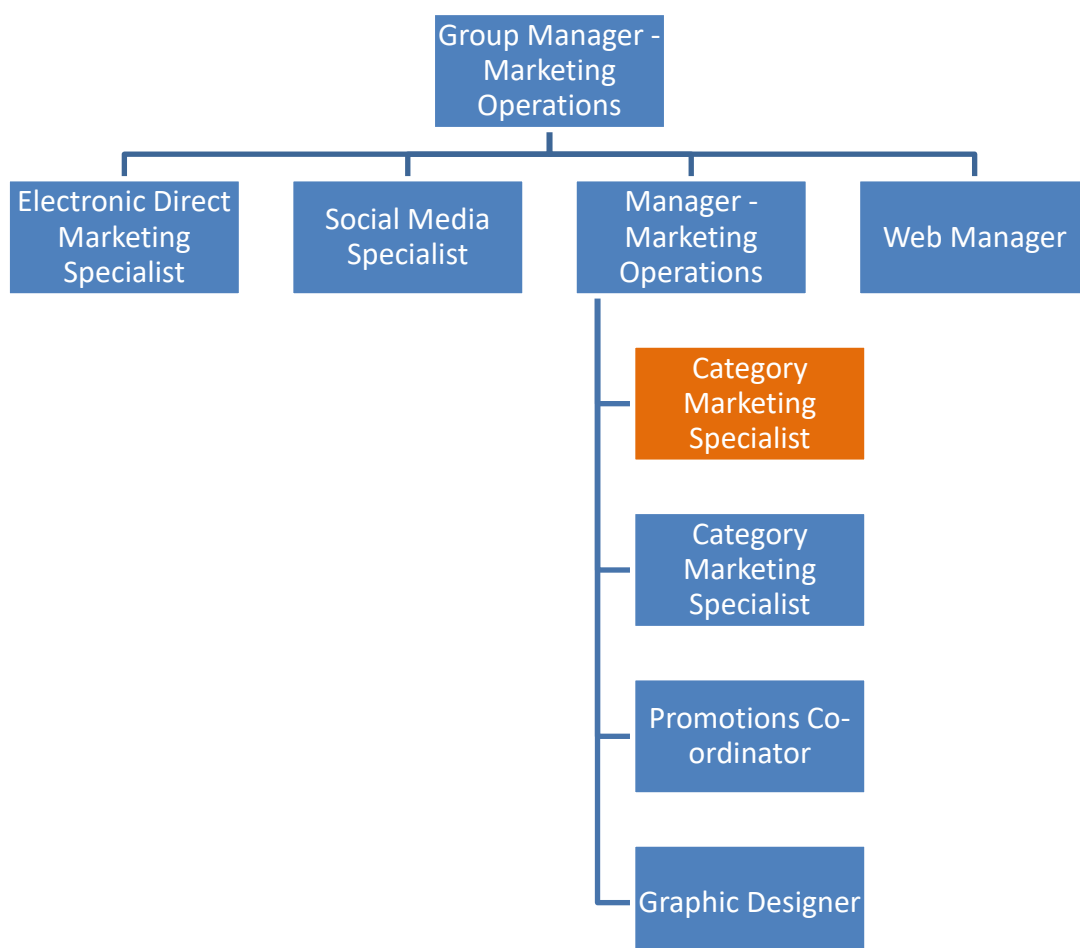 Group Manager -
Marketing
Operations
Electronic Direct
Marketing
Specialist
Social Media
Specialist
Manager -
Marketing
Operations
Web Manager
Category
Marketing
Specialist
Category
Marketing
Specialist
Promotions Co-
ordinator
Graphic Designer